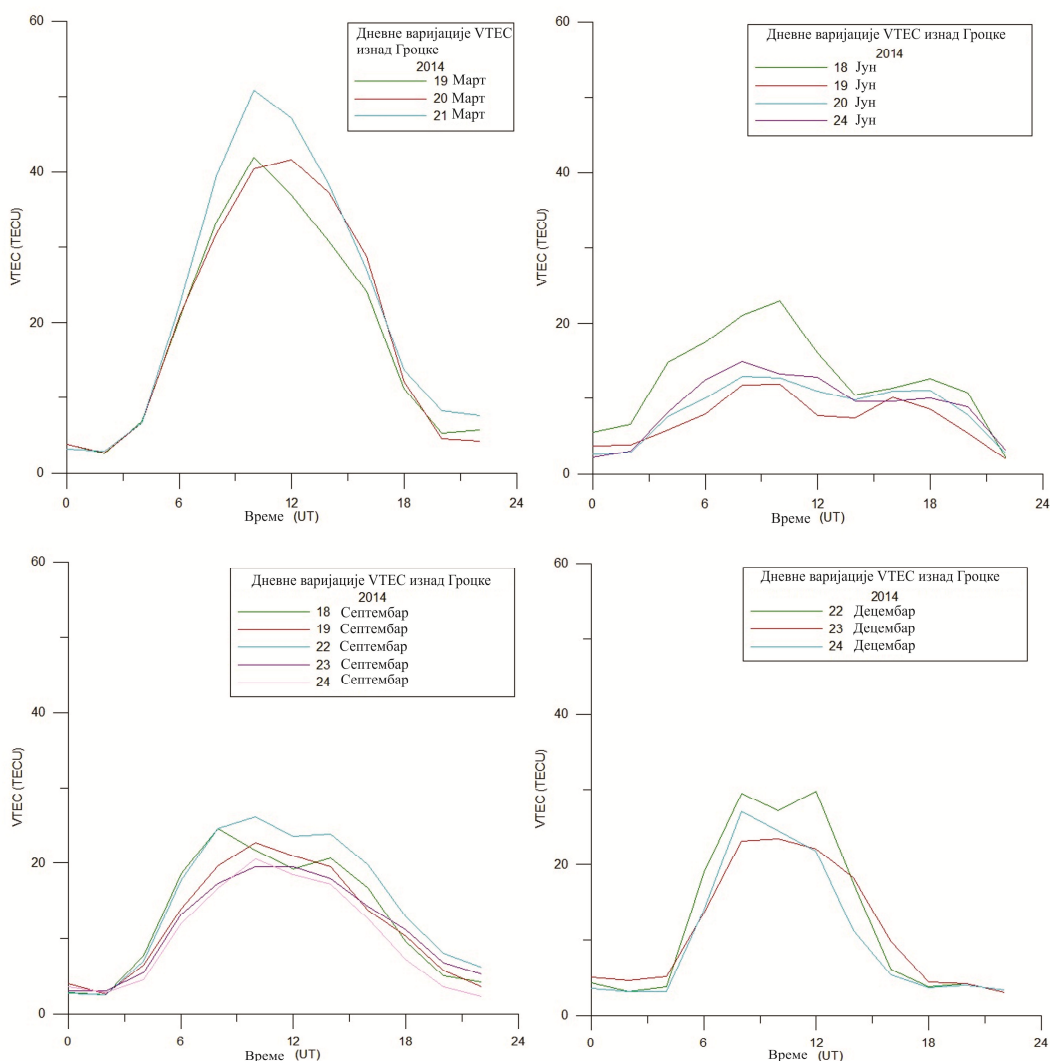 60
40
20
0
VTEC (TECU)
Дневне варијације VTEC
изнад Гроцке
2014
19 Март
20 Март
21 Март
0 6 12 18 24
Време (UT)
60
40
20
0
VTEC (TECU)
Дневне варијације VTEC изнад Гроцке
2014
18 Јун
19 Јун
20 Јун
24 Јун
0 6 12 18 24
Време (UT)
60
40
20
0
VTEC (TECU)
Дневне варијације VTEC изнад Гроцке
2014
18 Септембар
19 Септембар
22 Септембар
23 Септембар
24 Септембар
0 6 12 18 24
Време (UT)
60
40
20
0
VTEC (TECU)
Дневне варијације VTEC изнад Гроцке
2014
22 Децембар
23 Децембар
24 Децембар
0 6 12 18 24
Време (UT)